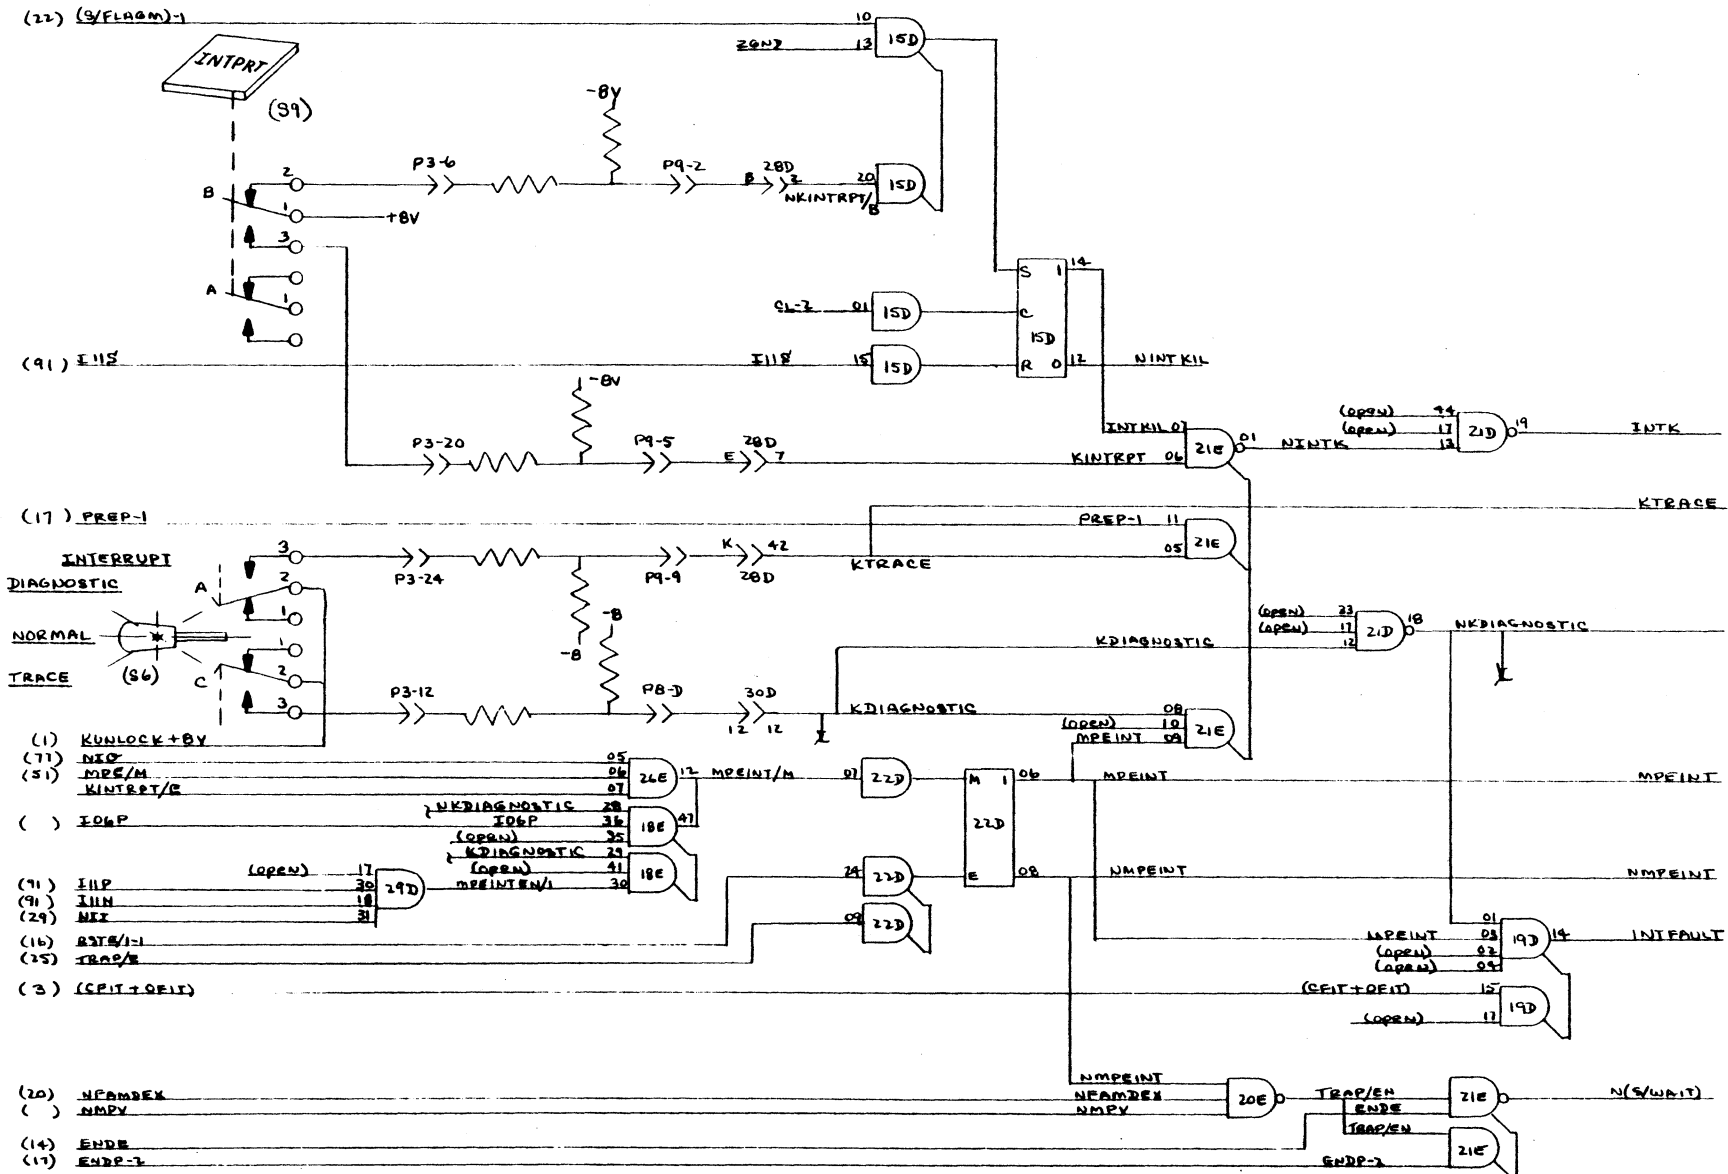 (22) (S/FLAGM)-1
10
ZGND 13
15D
INTPRT
(S9)
-8V
P3-6
P9-2
28D
B 2
20
NKINTRPT/B
15D
2
B
1
+8V
3
A
1
S 1 14
CL-2 01
15D
C
15D
(91) I11S
I11S 15
15D
R 0 12
NINTKIL
-8V
P3-20
P9-5
28D
E 7
INTKIL 07
KINTRPT 06
21E
01
NINTK
(OPEN) 44
(OPEN) 17
13
21D
19
INTK
KTRACE
(17) PREP-1
PREP-1 11
05
21E
INTERRUPT
DIAGNOSTIC
NORMAL
TRACE
(S6)
3
A
2
1
1
C
2
3
P3-24
P9-9
K 42
28D
KTRACE
-8
-8
(OPEN) 33
(OPEN) 17
12
21D
18
NKDIAGNOSTIC
KDIAGNOSTIC
P3-12
P8-D
30D
12 12
KDIAGNOSTIC 08
(OPEN) 10
MPEINT 09
21E
(1) KUNLOCK+8V
(77) NIO 05
(51) MPE/M 06
KINTRPT/B 07
26E
12
MPEINT/M 07
22D
M 1 06
MPEINT
MPEINT
NKDIAGNOSTIC 28
( ) IO6P
IO6P 36
(OPEN) 35
18E
47
KDIAGNOSTIC 29
(OPEN) 41
MPEINTEN/1 30
18E
22D
(OPEN) 17
(91) I11P 30
(91) I11N 18
(29) NII 31
29D
24
22D
E 08
NMPEINT
NMPEINT
09
22D
(16) RSTE/1-1
(25) TRAP/E
01
MPEINT 03
(OPEN) 02
(OPEN) 04
19D
14
INTFAULT
(3) (CFIT+OFIT)
(CFIT+OFIT) 15
(OPEN) 17
19D
NMPEINT
(20) NFAMDEX
NFAMDEX
( ) NMPV
NMPV
20E
TRAP/EN
ENDE
21E
N(S/WAIT)
TRAP/EN
(14) ENDE
(17) ENDP-2
ENDP-2
21E